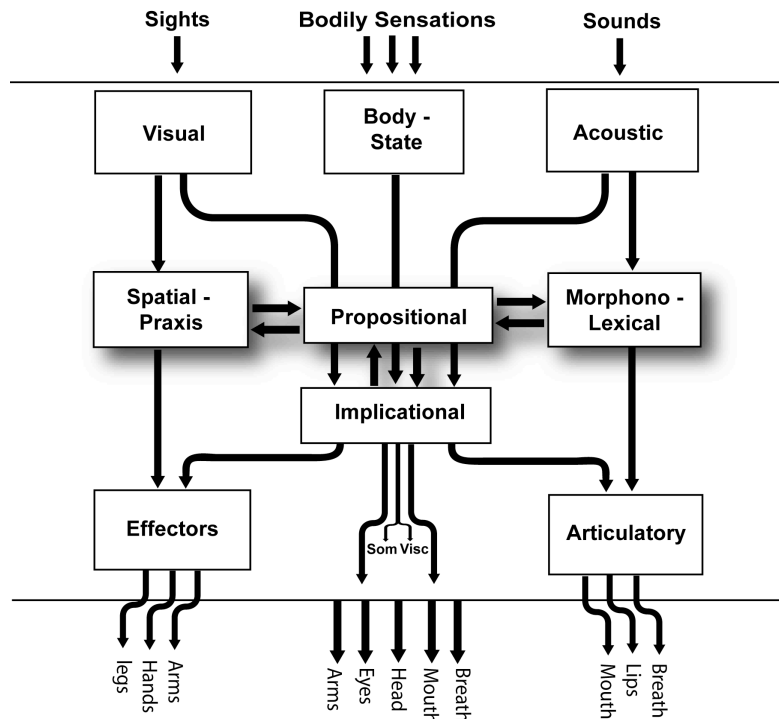 Sights
Bodily Sensations
Sounds
Visual
Body -
State
Acoustic
Spatial -
Praxis
Propositional
Morphono -
Lexical
Implicational
Effectors
Som Visc
Articulatory
legs
Hands
Arms
Arms
Eyes
Head
Mouth
Breath
Mouth
Lips
Breath